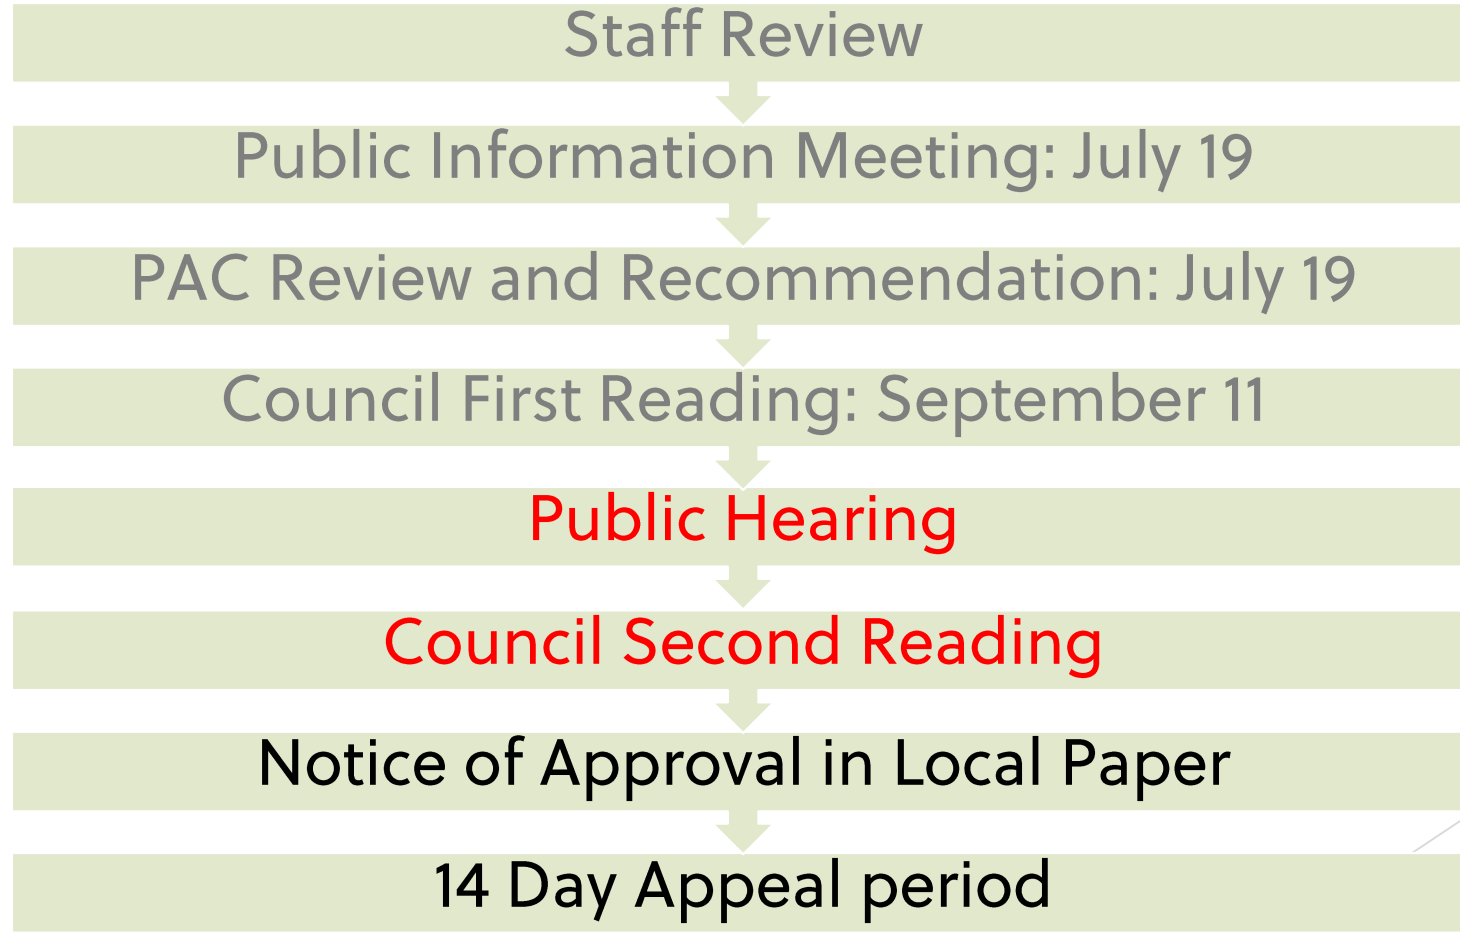 Staff Review
Public Information Meeting: July 19
PAC Review and Recommendation: July 19
Council First Reading: September 11
Public Hearing
Council Second Reading
Notice of Approval in Local Paper
14 Day Appeal period